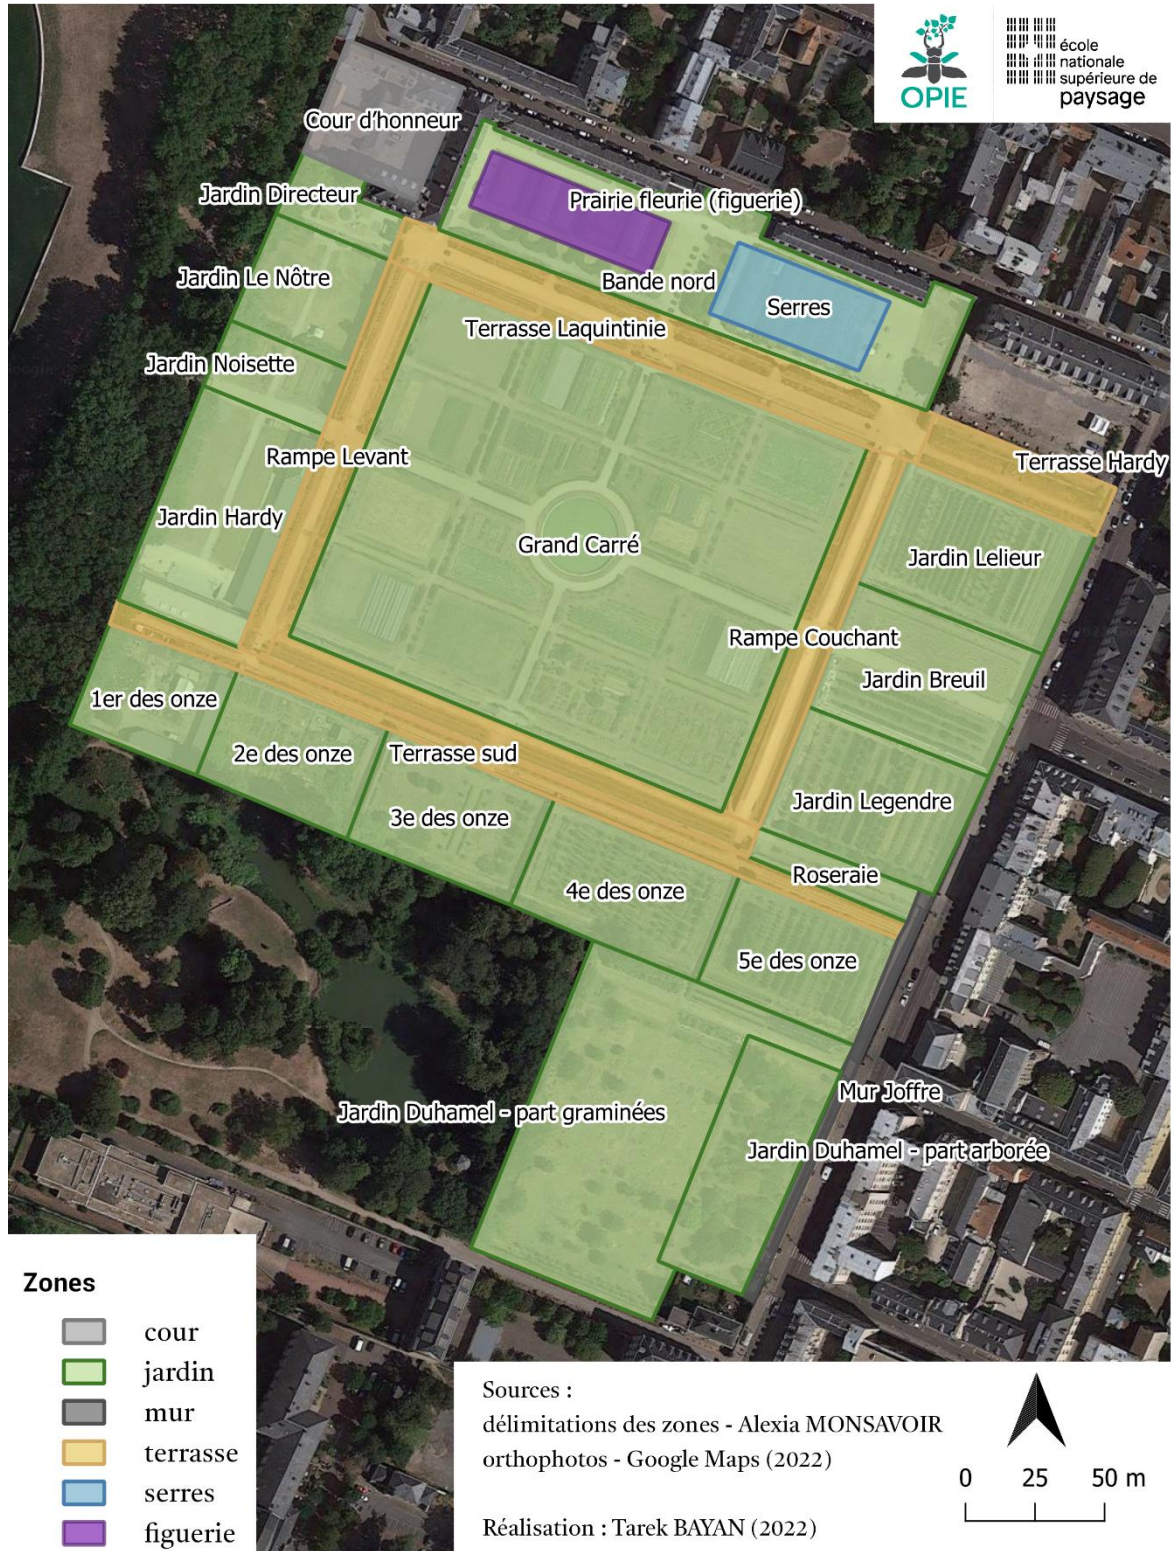 OPIE
école
nationale
supérieure de
paysage
Cour d'honneur
Jardin Directeur
Prairie fleurie (figuerie)
Jardin Le Nôtre
Bande nord
Serres
Terrasse Laquintinie
Jardin Noisette
Rampe Levant
Terrasse Hardy
Jardin Hardy
Grand Carré
Jardin Lelieur
Rampe Couchant
Jardin Breuil
1er des onze
2e des onze
Terrasse sud
3e des onze
Jardin Legendre
Roseraie
4e des onze
5e des onze
Mur Joffre
Jardin Duhamel - part graminées
Jardin Duhamel - part arborée
Zones
cour
jardin
mur
terrasse
serres
figuerie
Sources :
délimitations des zones - Alexia MONSAVOIR
orthophotos - Google Maps (2022)
Réalisation : Tarek BAYAN (2022)
0 25 50 m